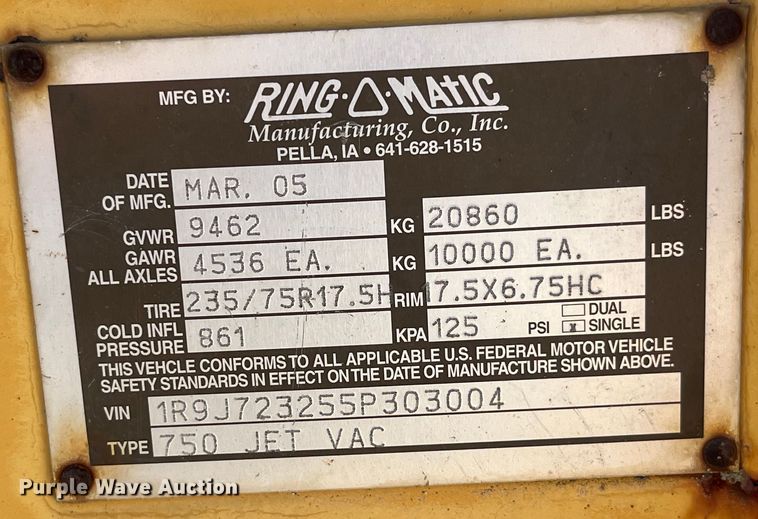 MFG BY: RING·O·MATIC
Manufacturing, Co., Inc.
PELLA, IA • 641-628-1515
DATE OF MFG. MAR. 05
GVWR 9462 KG 20860 LBS
GAWR ALL AXLES 4536 EA. KG 10000 EA. LBS
TIRE 235/75R17.5H RIM 17.5X6.75HC
COLD INFL PRESSURE 861 KPA 125 PSI DUAL
x SINGLE
THIS VEHCLE CONFORMS TO ALL APPLICABLE U.S. FEDERAL MOTOR VEHICLE
SAFETY STANDARDS IN EFFECT ON THE DATE OF MANUFACTURE SHOWN ABOVE.
VIN 1R9J723255P303004
TYPE 750 JET VAC
Purple Wave Auction